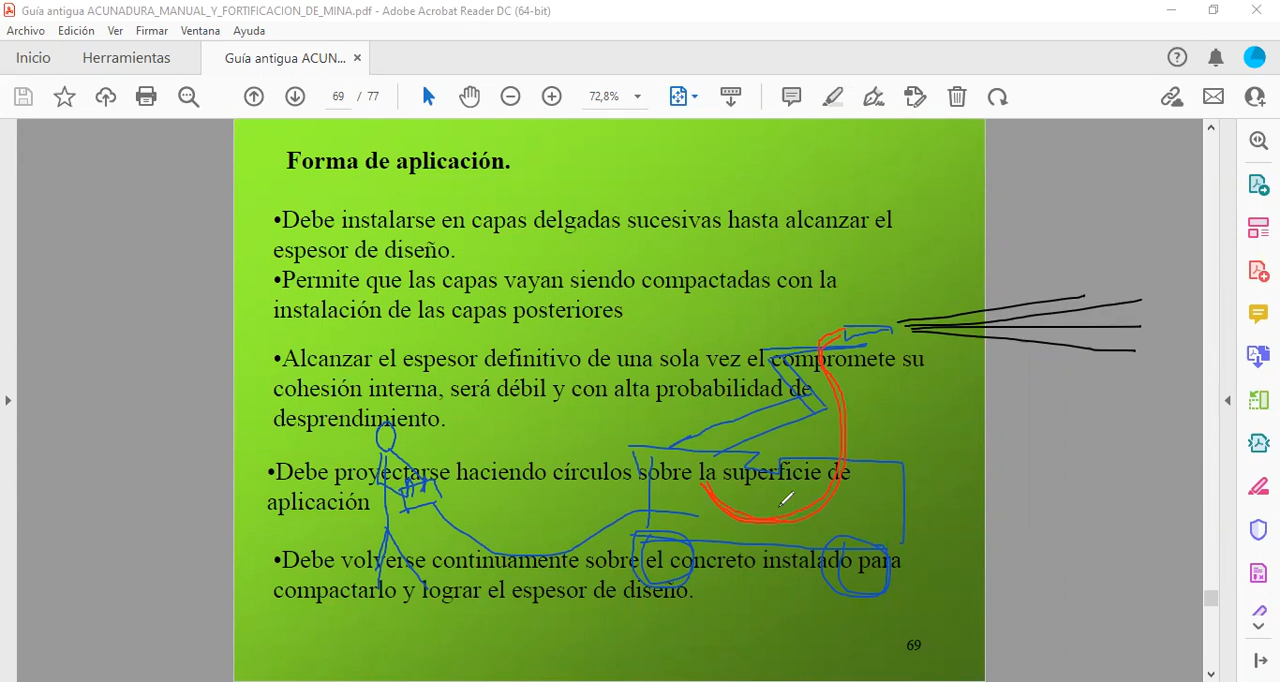 Guía antigua ACUNADURA_MANUAL_Y_FORTIFICACION_DE_MINA.pdf - Adobe Acrobat Reader DC (64-bit)
Archivo Edición Ver Firmar Ventana Ayuda
Inicio Herramientas Guía antigua ACUN... ×
69 / 77 72,8%
Forma de aplicación.
•Debe instalarse en capas delgadas sucesivas hasta alcanzar el
espesor de diseño.
•Permite que las capas vayan siendo compactadas con la
instalación de las capas posteriores
•Alcanzar el espesor definitivo de una sola vez el compromete su
cohesión interna, será débil y con alta probabilidad de
desprendimiento.
•Debe proyectarse haciendo círculos sobre la superficie de
aplicación
•Debe volverse continuamente sobre el concreto instalado para
compactarlo y lograr el espesor de diseño.
69